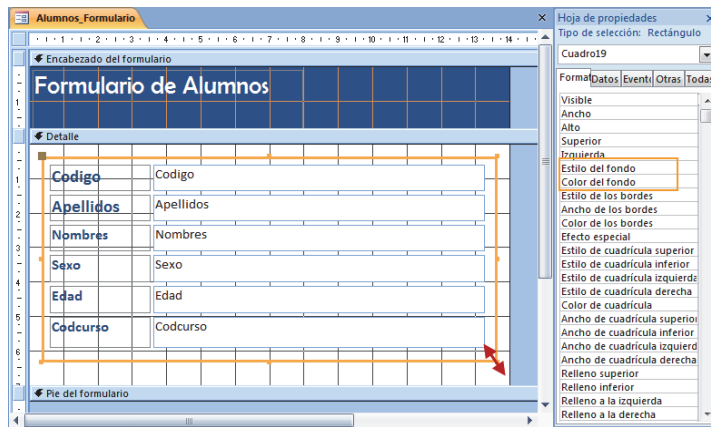 Alumnos_Formulario
Encabezado del formulario
Formulario de Alumnos
Detalle
Codigo Codigo
Apellidos Apellidos
Nombres Nombres
Sexo Sexo
Edad Edad
Codcurso Codcurso
Pie del formulario
Hoja de propiedades
Tipo de selección: Rectángulo
Cuadro19
Format Datos Evento Otras Todas
Visible
Ancho
Alto
Superior
Izquierda
Estilo del fondo
Color del fondo
Estilo de los bordes
Ancho de los bordes
Color de los bordes
Efecto especial
Estilo de cuadrícula superior
Estilo de cuadrícula inferior
Estilo de cuadrícula izquierda
Estilo de cuadrícula derecha
Color de cuadrícula
Ancho de cuadrícula superior
Ancho de cuadrícula inferior
Ancho de cuadrícula izquierd
Ancho de cuadrícula derecha
Relleno superior
Relleno inferior
Relleno a la izquierda
Relleno a la derecha